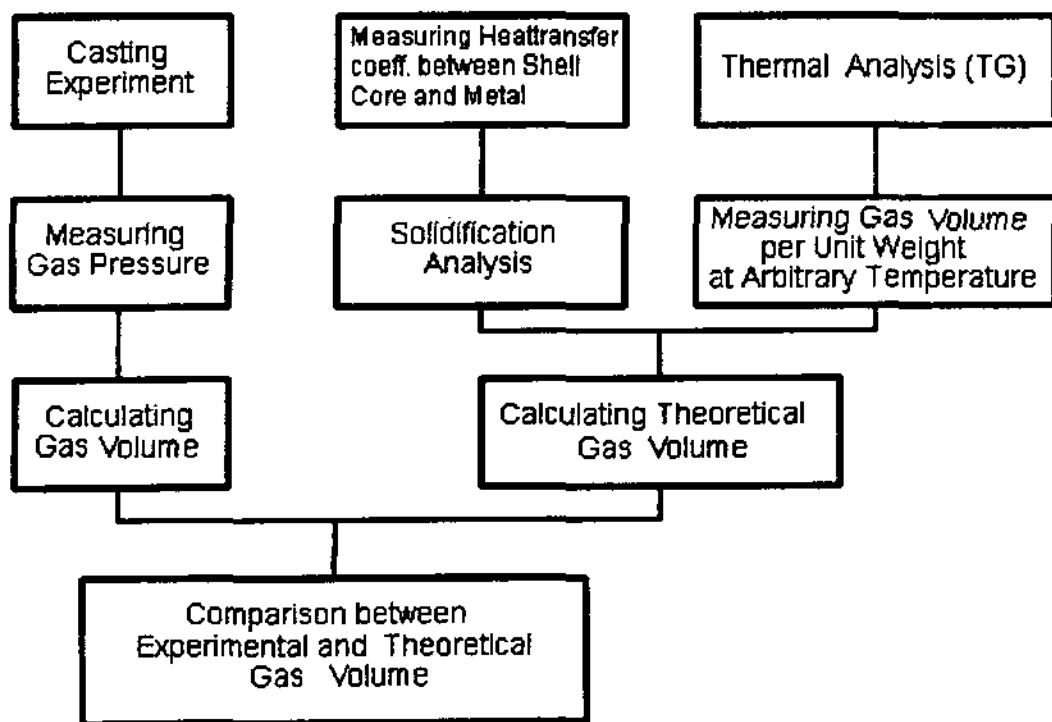 Casting
Experiment
Measuring Heattransfer
coeff. between Shell
Core and Metal
Thermal Analysis (TG)
Measuring
Gas Pressure
Solidification
Analysis
Measuring Gas Volume
per Unit Weight
at Arbitrary Temperature
Calculating
Gas Volume
Calculating Theoretical
Gas Volume
Comparison between
Experimental and Theoretical
Gas Volume